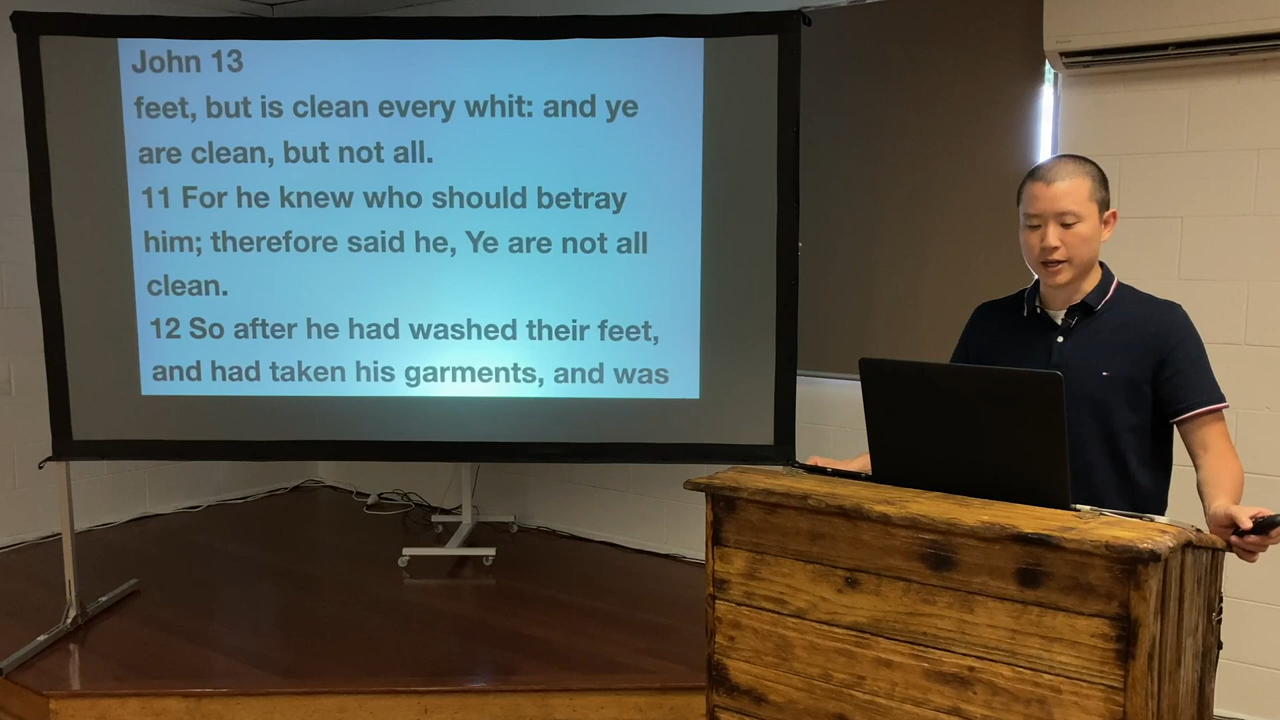 John 13
feet, but is clean every whit: and ye
are clean, but not all.
11 For he knew who should betray
him; therefore said he, Ye are not all
clean.
12 So after he had washed their feet,
and had taken his garments, and was